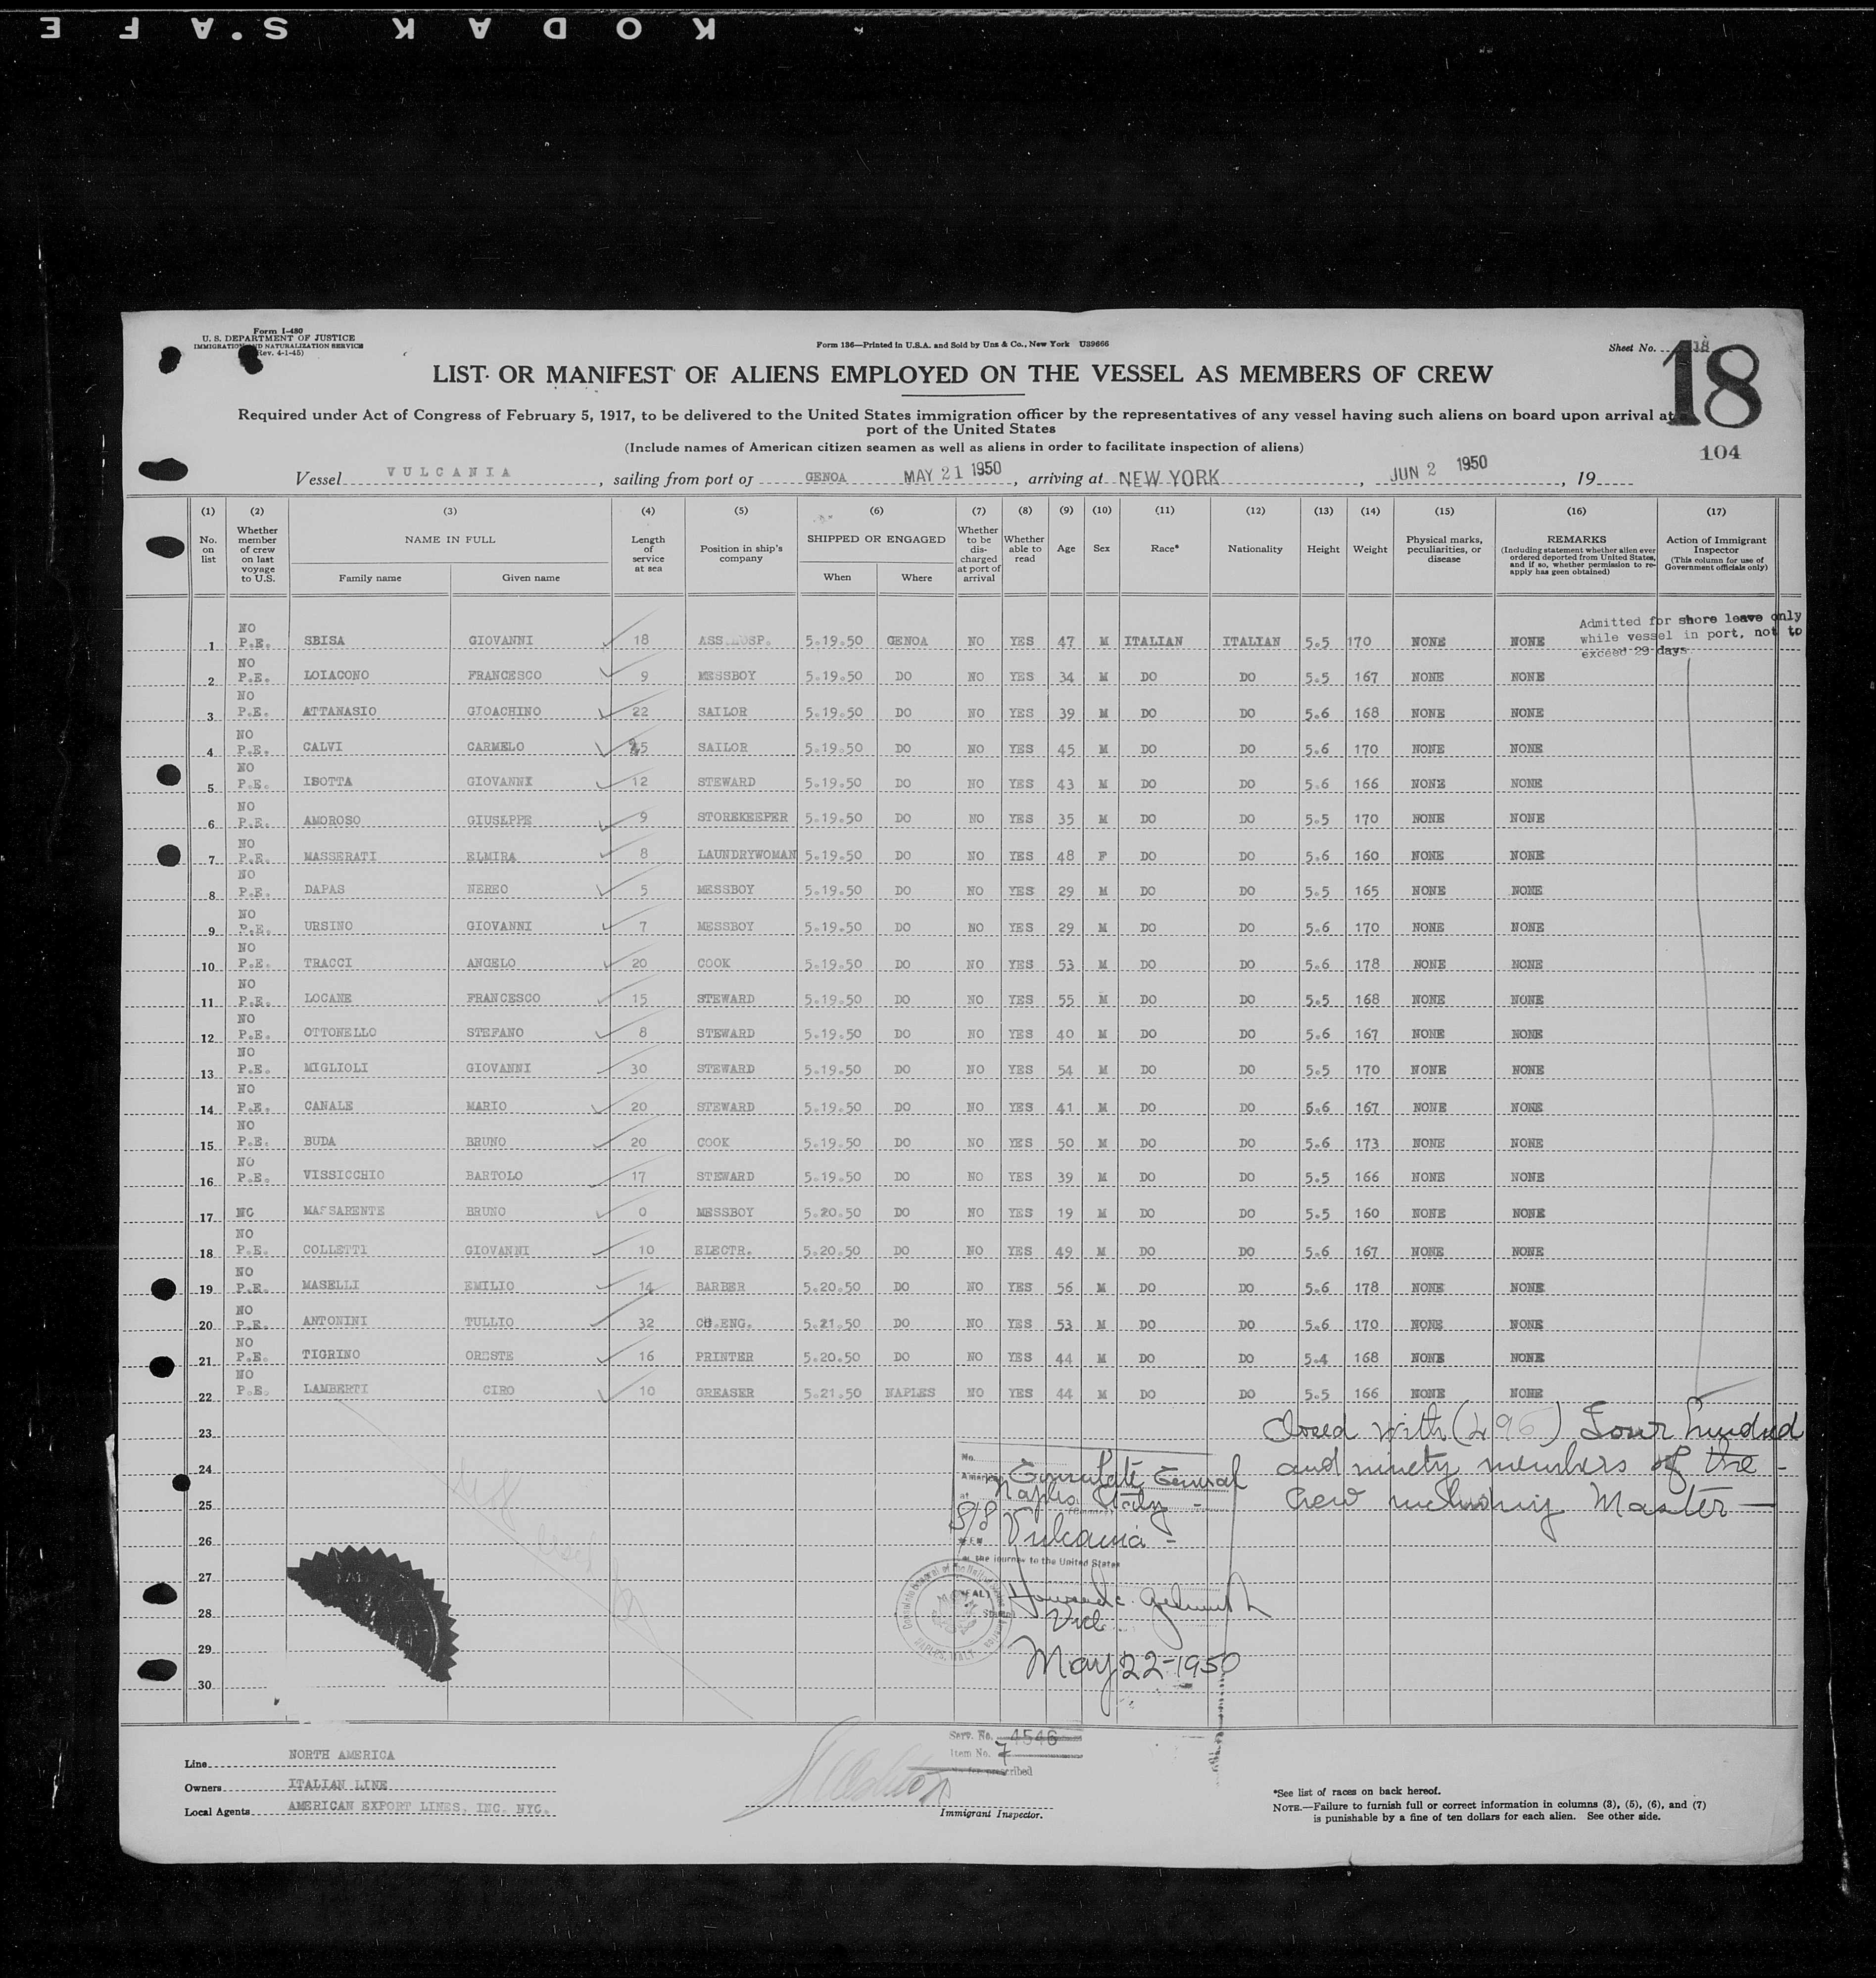 KODAK SAFE
Form I-480
U. S. DEPARTMENT OF JUSTICE
IMMIGRATION AND NATURALIZATION SERVICE
(Rev. 4-1-45)
Form 136—Printed in U.S.A. and Sold by Unz & Co., New York U39666
Sheet No. 18
18
LIST OR MANIFEST OF ALIENS EMPLOYED ON THE VESSEL AS MEMBERS OF CREW
Required under Act of Congress of February 5, 1917, to be delivered to the United States immigration officer by the representatives of any vessel having such aliens on board upon arrival at a
port of the United States
(Include names of American citizen seamen as well as aliens in order to facilitate inspection of aliens)
104
Vessel VULCANIA, sailing from port of GENOA MAY 21 1950, arriving at NEW YORK, JUN 2 1950, 19
(1) (2) (3) (4) (5) (6) (7) (8) (9) (10) (11) (12) (13) (14) (15) (16) (17)
No. on list
Whether member of crew on last voyage to U.S.
NAME IN FULL
Family name Given name
Length of service at sea
Position in ship's company
SHIPPED OR ENGAGED
When Where
Whether to be discharged at port of arrival
Whether able to read
Age
Sex
Race*
Nationality
Height
Weight
Physical marks, peculiarities, or disease
REMARKS
(Including statement whether alien ever ordered deported from United States, and if so, whether permission to reapply has geen obtained)
Action of Immigrant Inspector
(This column for use of Government officials only)
Admitted for shore leave only
while vessel in port, not to
exceed 29 days
1 NO P.E. SBISA GIOVANNI 18 ASS. HOSP. 5.19.50 GENOA NO YES 47 M ITALIAN ITALIAN 5.5 170 NONE NONE
2 NO P.E. LOIACONO FRANCESCO 9 MESSBOY 5.19.50 DO NO YES 34 M DO DO 5.5 167 NONE NONE
3 NO P.E. ATTANASIO GIOACHINO 22 SAILOR 5.19.50 DO NO YES 39 M DO DO 5.6 168 NONE NONE
4 NO P.E. CALVI CARMELO 25 SAILOR 5.19.50 DO NO YES 45 M DO DO 5.6 170 NONE NONE
5 NO P.E. ISOTTA GIOVANNI 12 STEWARD 5.19.50 DO NO YES 43 M DO DO 5.6 166 NONE NONE
6 NO P.E. AMOROSO GIUSEPPE 9 STOREKEEPER 5.19.50 DO NO YES 35 M DO DO 5.5 170 NONE NONE
7 NO P.E. MASSERATI ELMIRA 8 LAUNDRYWOMAN 5.19.50 DO NO YES 48 F DO DO 5.6 160 NONE NONE
8 NO P.E. DAPAS NEREO 5 MESSBOY 5.19.50 DO NO YES 29 M DO DO 5.5 165 NONE NONE
9 NO P.E. URSINO GIOVANNI 7 MESSBOY 5.19.50 DO NO YES 29 M DO DO 5.6 170 NONE NONE
10 NO P.E. TRACCI ANGELO 20 COOK 5.19.50 DO NO YES 53 M DO DO 5.6 178 NONE NONE
11 NO P.E. LOCANE FRANCESCO 15 STEWARD 5.19.50 DO NO YES 55 M DO DO 5.5 168 NONE NONE
12 NO P.E. OTTONELLO STEFANO 8 STEWARD 5.19.50 DO NO YES 40 M DO DO 5.6 167 NONE NONE
13 NO P.E. MIGLIOLI GIOVANNI 30 STEWARD 5.19.50 DO NO YES 54 M DO DO 5.5 170 NONE NONE
14 NO P.E. CANALE MARIO 20 STEWARD 5.19.50 DO NO YES 41 M DO DO 5.6 167 NONE NONE
15 NO P.E. BUDA BRUNO 20 COOK 5.19.50 DO NO YES 50 M DO DO 5.6 173 NONE NONE
16 NO P.E. VISSICCHIO BARTOLO 17 STEWARD 5.19.50 DO NO YES 39 M DO DO 5.5 166 NONE NONE
17 NO MASSARENTE BRUNO 0 MESSBOY 5.20.50 DO NO YES 19 M DO DO 5.5 160 NONE NONE
18 NO P.E. COLLETTI GIOVANNI 10 ELECTR. 5.20.50 DO NO YES 49 M DO DO 5.6 167 NONE NONE
19 NO P.E. MASELLI EMILIO 14 BARBER 5.20.50 DO NO YES 56 M DO DO 5.6 178 NONE NONE
20 NO P.E. ANTONINI TULLIO 32 CH.ENG. 5.21.50 DO NO YES 53 M DO DO 5.6 170 NONE NONE
21 NO P.E. TIGRINO ORESTE 16 PRINTER 5.20.50 DO NO YES 44 M DO DO 5.4 168 NONE NONE
22 NO P.E. LAMBERTI CIRO 10 GREASER 5.21.50 NAPLES NO YES 44 M DO DO 5.5 166 NONE NONE
23
24
25
26
27
28
29
30
Closed with (496) Four hundred
and ninety members of the
Crew including Master
No.
American Consulate General
at Naples, Italy
S/S Vulcania
the journey to the United States
(SEAL)
Vice
May 22-1950
NAPLES, ITALY
Serv. No. 4546
Item No. 7
prescribed
Line NORTH AMERICA
Owners ITALIAN LINE
Local Agents AMERICAN EXPORT LINES, INC. NYC.
Immigrant Inspector.
*See list of races on back hereof.
NOTE.—Failure to furnish full or correct information in columns (3), (5), (6), and (7)
is punishable by a fine of ten dollars for each alien. See other side.